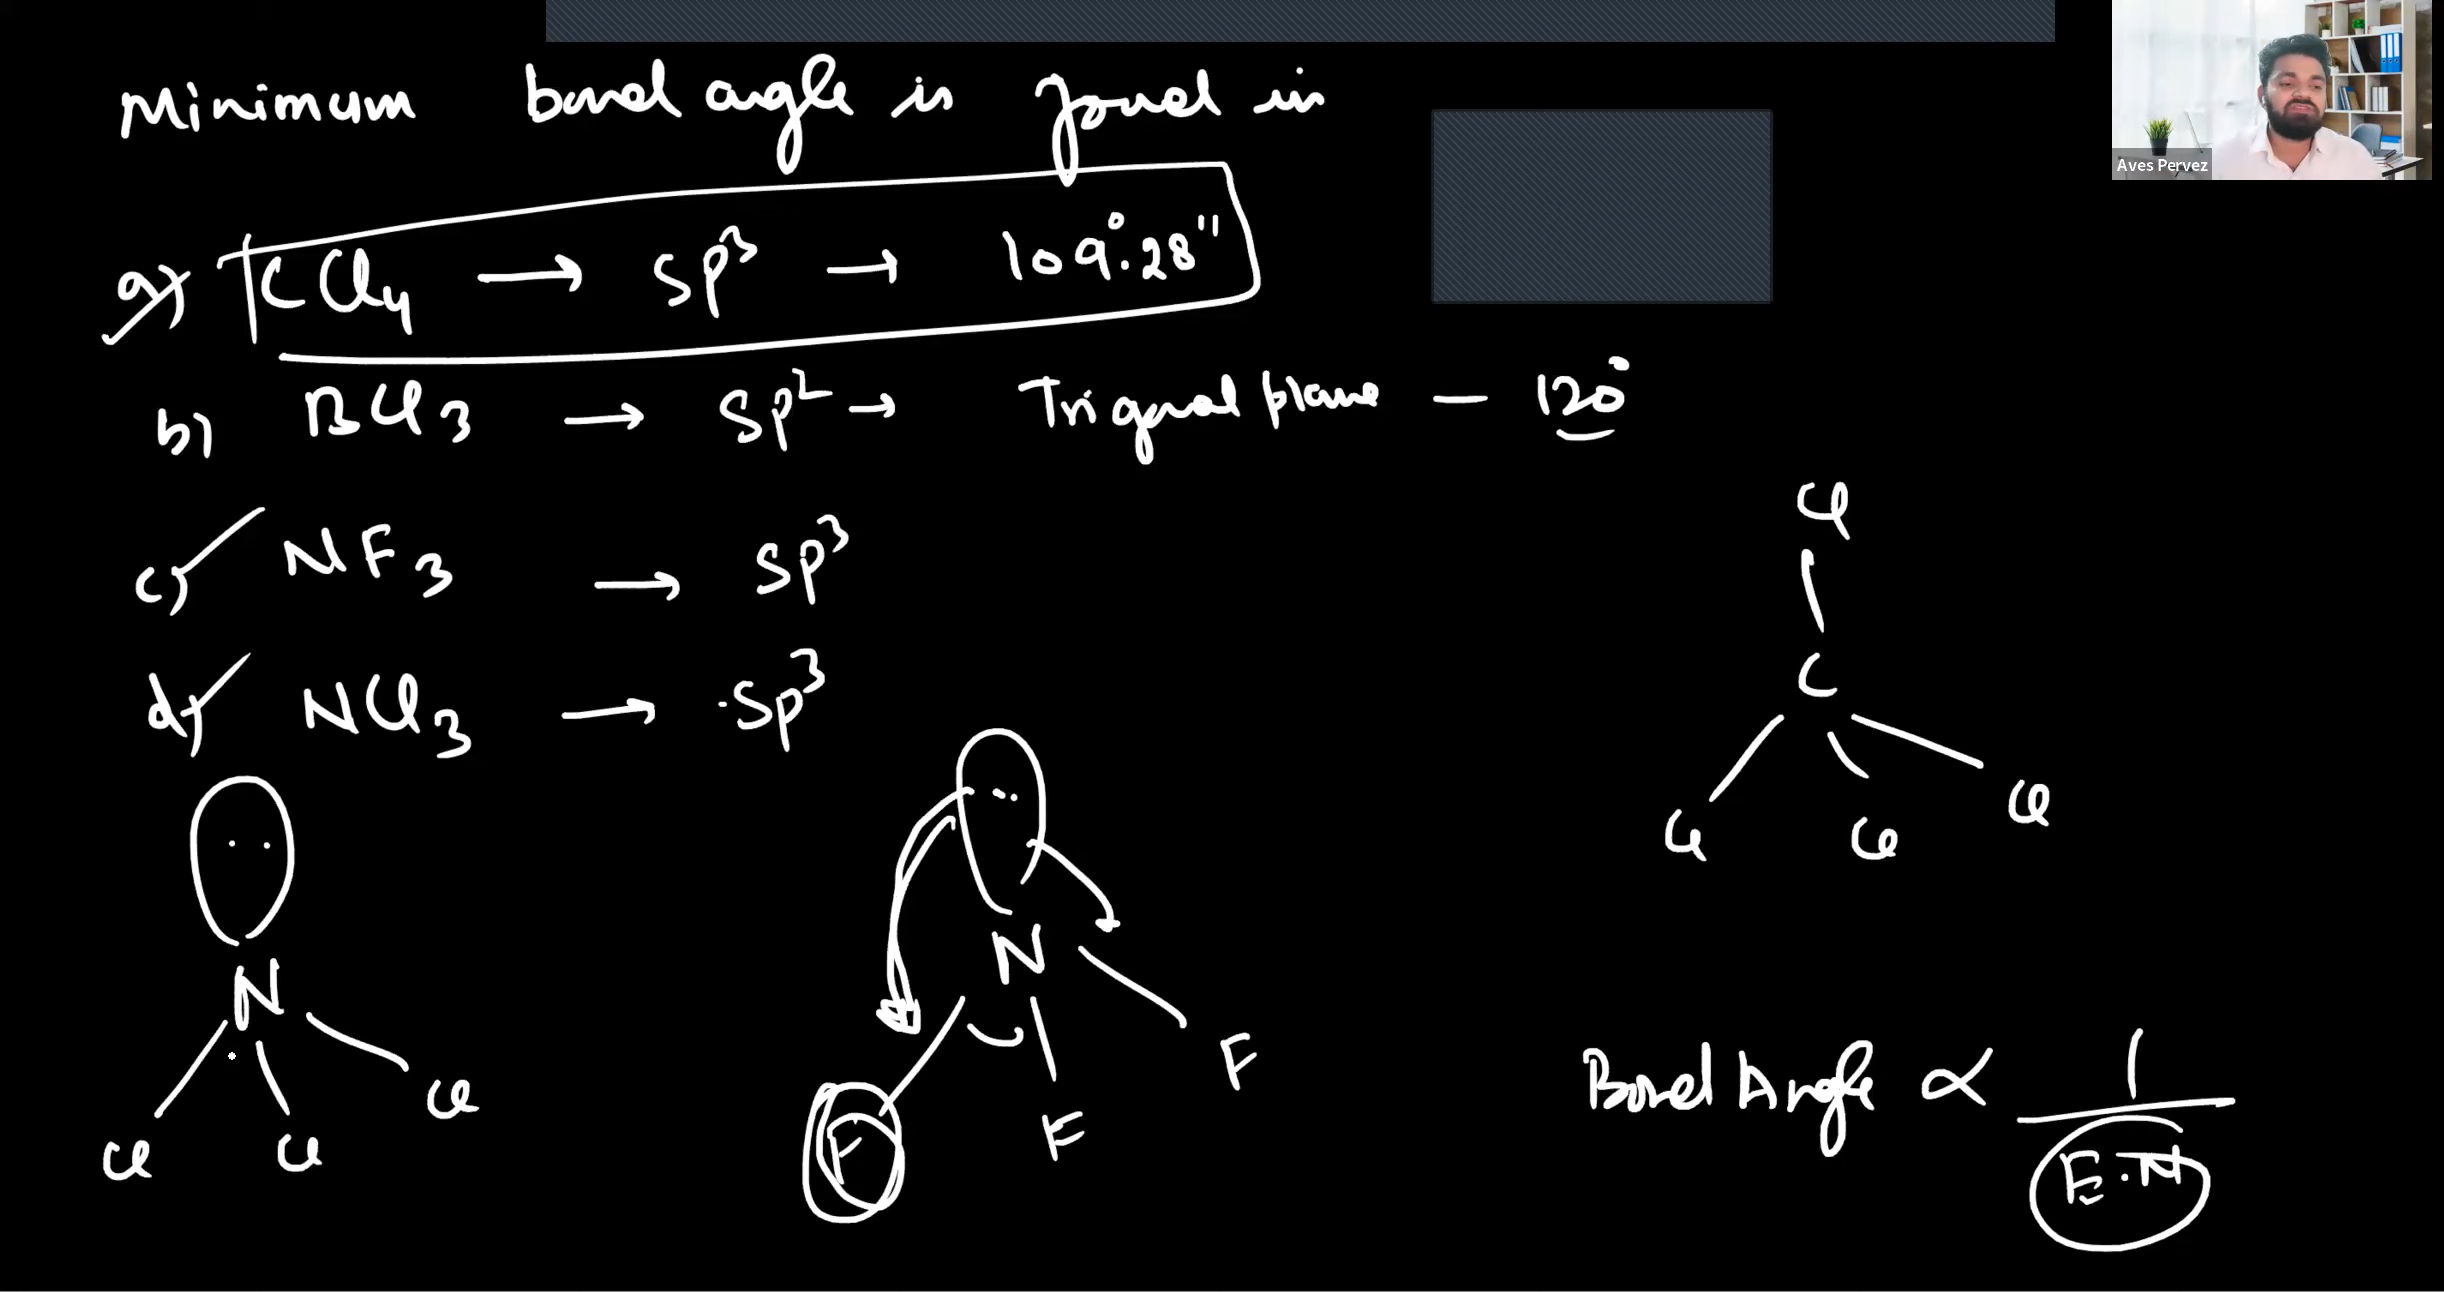 Minimum bond angle is found in
Aves Pervez
a) CCl4 → sp³ → 109°.28"
b) BCl3 → sp² → Trigonal plane — 120°
c) NF3 → sp³
d) NCl3 → sp³
Cl
C
Cl Cl Cl
N
Cl Cl Cl
N
F F F
Bond Angle ∝ 1
E.N